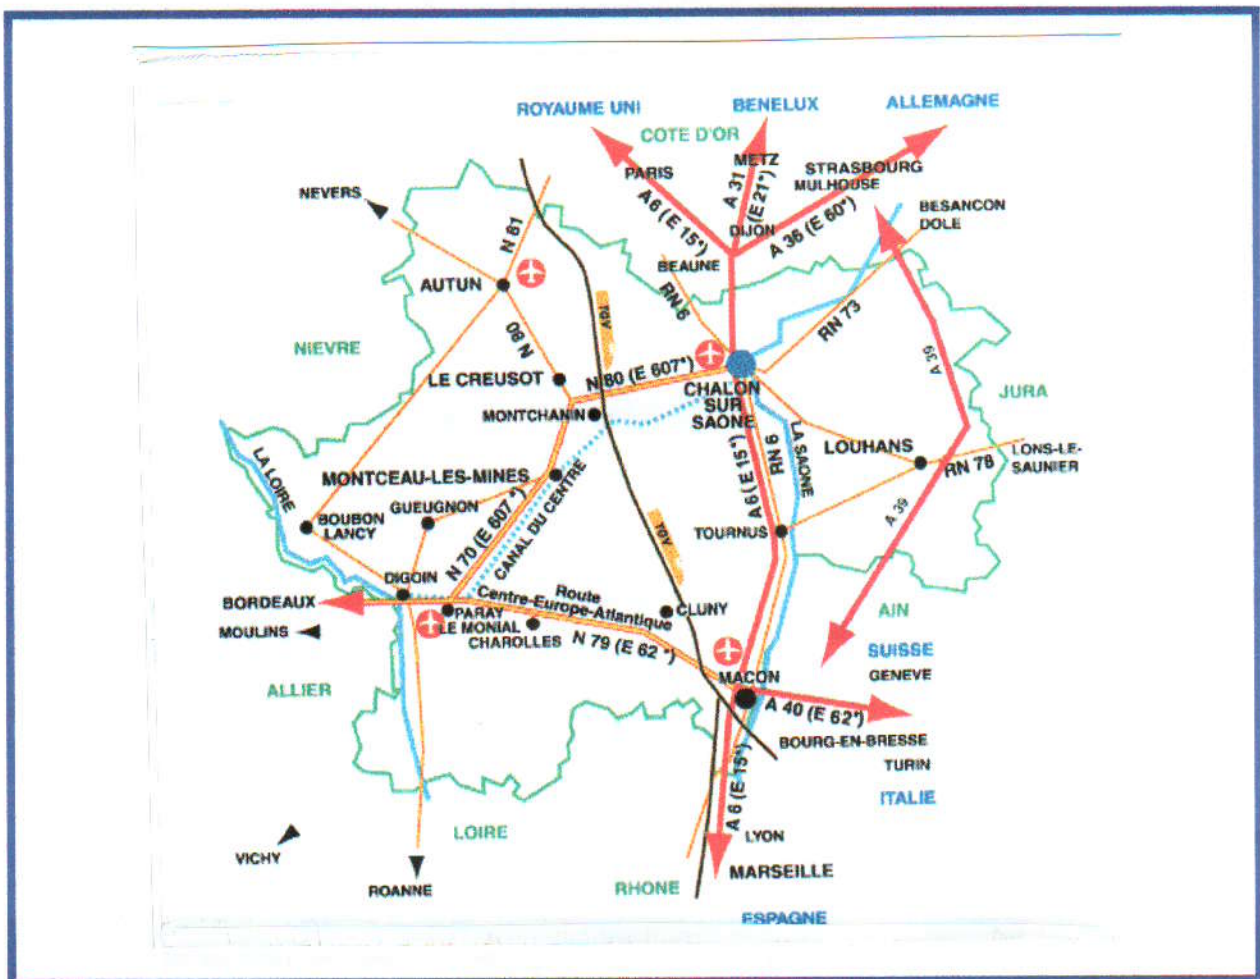 ROYAUME UNI
BENELUX
ALLEMAGNE
COTE D'OR
PARIS
METZ
STRASBOURG
MULHOUSE
NEVERS
N 81
A6 (E 15*)
A 31
(E 21*)
DIJON
A 36 (E 60*)
BESANCON
DOLE
BEAUNE
AUTUN
RN 6
TGV
RN 73
N 80
NIEVRE
LE CREUSOT
N 80 (E 607*)
A 39
CHALON
SUR
SAONE
JURA
MONTCHANIN
LA SAONE
LOUHANS
LONS-LE-
SAUNIER
RN 78
A6 (E 15*)
RN 6
LA LOIRE
MONTCEAU-LES-MINES
GUEUGNON
BOUBON
LANCY
N 70 (E 607*)
CANAL DU CENTRE
TGV
TOURNUS
A 39
DIGOIN
Route
Centre-Europe-Atlantique
CLUNY
BORDEAUX
PARAY
LE MONIAL
CHAROLLES
N 79 (E 62*)
AIN
MOULINS
SUISSE
GENEVE
ALLIER
MACON
A 40 (E 62*)
BOURG-EN-BRESSE
TURIN
ITALIE
A 6 (E 15*)
LOIRE
LYON
VICHY
ROANNE
RHONE
MARSEILLE
ESPAGNE